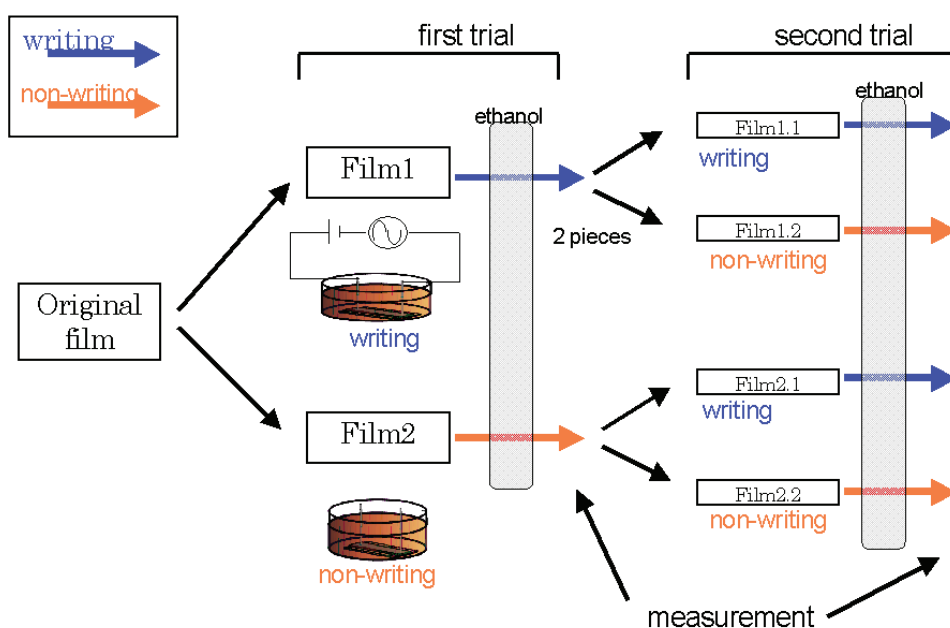 writing
non-writing
first trial
second trial
ethanol
ethanol
Film1
Film1.1
writing
2 pieces
Film1.2
non-writing
writing
Original
film
Film2
non-writing
Film2.1
writing
Film2.2
non-writing
measurement